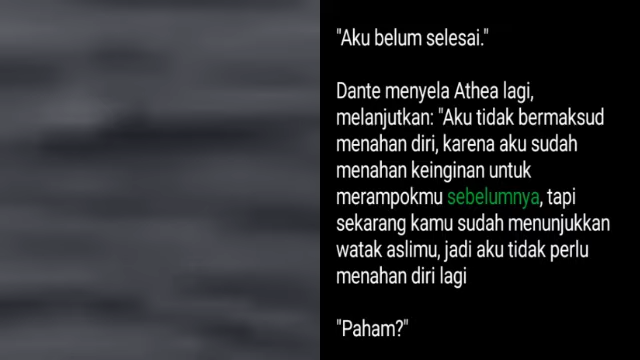 "Aku belum selesai."
Dante menyela Athea lagi,
melanjutkan: "Aku tidak bermaksud
menahan diri, karena aku sudah
menahan keinginan untuk
merampokmu sebelumnya, tapi
sekarang kamu sudah menunjukkan
watak aslimu, jadi aku tidak perlu
menahan diri lagi
"Paham?"